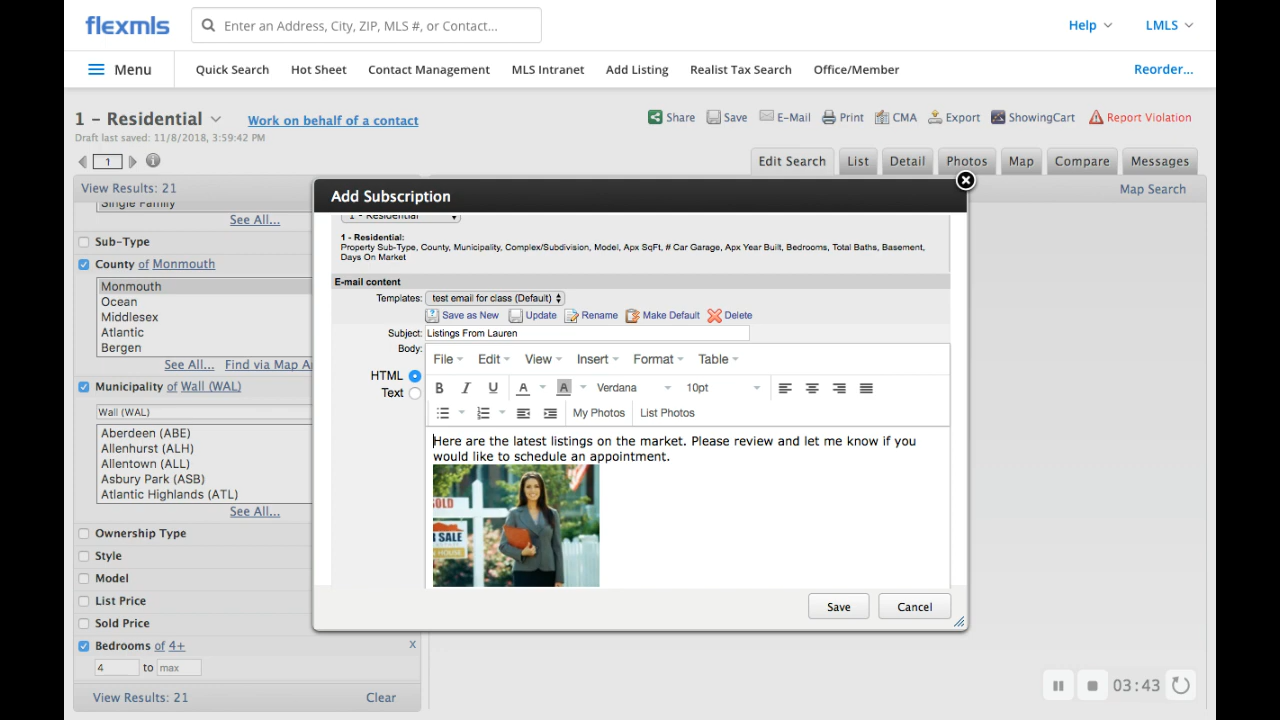 flexmls
Enter an Address, City, ZIP, MLS #, or Contact...
Help
LMLS
Menu
Quick Search
Hot Sheet
Contact Management
MLS Intranet
Add Listing
Realist Tax Search
Office/Member
Reorder...
1 – Residential
Work on behalf of a contact
Draft last saved: 11/8/2018, 3:59:42 PM
Share
Save
E-Mail
Print
CMA
Export
ShowingCart
Report Violation
1
Edit Search
List
Detail
Photos
Map
Compare
Messages
View Results: 21
Map Search
Single Family
See All...
Sub-Type
County of Monmouth
Monmouth
Ocean
Middlesex
Atlantic
Bergen
See All... Find via Map A
Municipality of Wall (WAL)
Wall (WAL)
Aberdeen (ABE)
Allenhurst (ALH)
Allentown (ALL)
Asbury Park (ASB)
Atlantic Highlands (ATL)
See All...
Ownership Type
Style
Model
List Price
Sold Price
Bedrooms of 4+ X
4 to max
View Results: 21 Clear
Add Subscription
1 - Residential
1 - Residential:
Property Sub-Type, County, Municipality, Complex/Subdivision, Model, Apx SqFt, # Car Garage, Apx Year Built, Bedrooms, Total Baths, Basement,
Days On Market
E-mail content
Templates: test email for class (Default)
Save as New Update Rename Make Default Delete
Subject: Listings From Lauren
Body:
HTML
Text
File Edit View Insert Format Table
B I U A A Verdana 10pt
My Photos List Photos
Here are the latest listings on the market. Please review and let me know if you
would like to schedule an appointment.
SOLD
SALE
Save Cancel
03:43